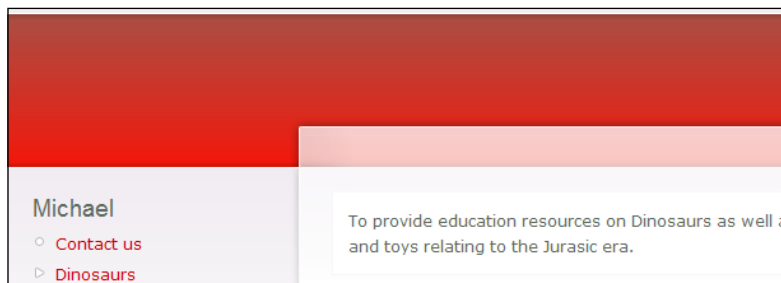 Michael
Contact us
Dinosaurs
To provide education resources on Dinosaurs as well
and toys relating to the Jurasic era.